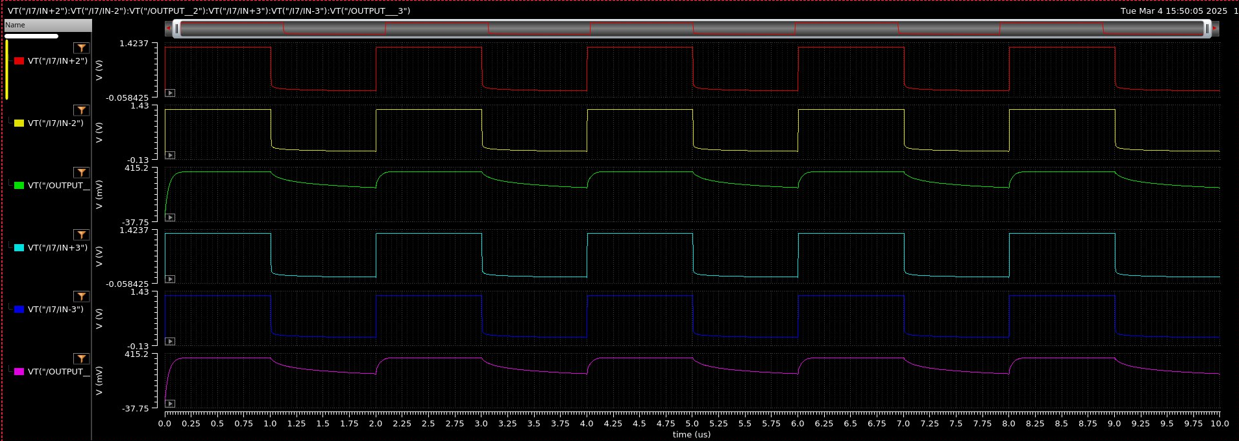 VT("/I7/IN+2"):VT("/I7/IN-2"):VT("/OUTPUT__2"):VT("/I7/IN+3"):VT("/I7/IN-3"):VT("/OUTPUT___3") Tue Mar 4 15:50:05 2025 1
Name
VT("/I7/IN+2")
1.4237
V (V)
-0.058425
VT("/I7/IN-2")
1.43
V (V)
-0.13
VT("/OUTPUT_
415.2
V (mV)
-37.75
VT("/I7/IN+3")
1.4237
V (V)
-0.058425
VT("/I7/IN-3")
1.43
V (V)
-0.13
VT("/OUTPUT_
415.2
V (mV)
-37.75
0.0 0.25 0.5 0.75 1.0 1.25 1.5 1.75 2.0 2.25 2.5 2.75 3.0 3.25 3.5 3.75 4.0 4.25 4.5 4.75 5.0 5.25 5.5 5.75 6.0 6.25 6.5 6.75 7.0 7.25 7.5 7.75 8.0 8.25 8.5 8.75 9.0 9.25 9.5 9.75 10.0
time (us)